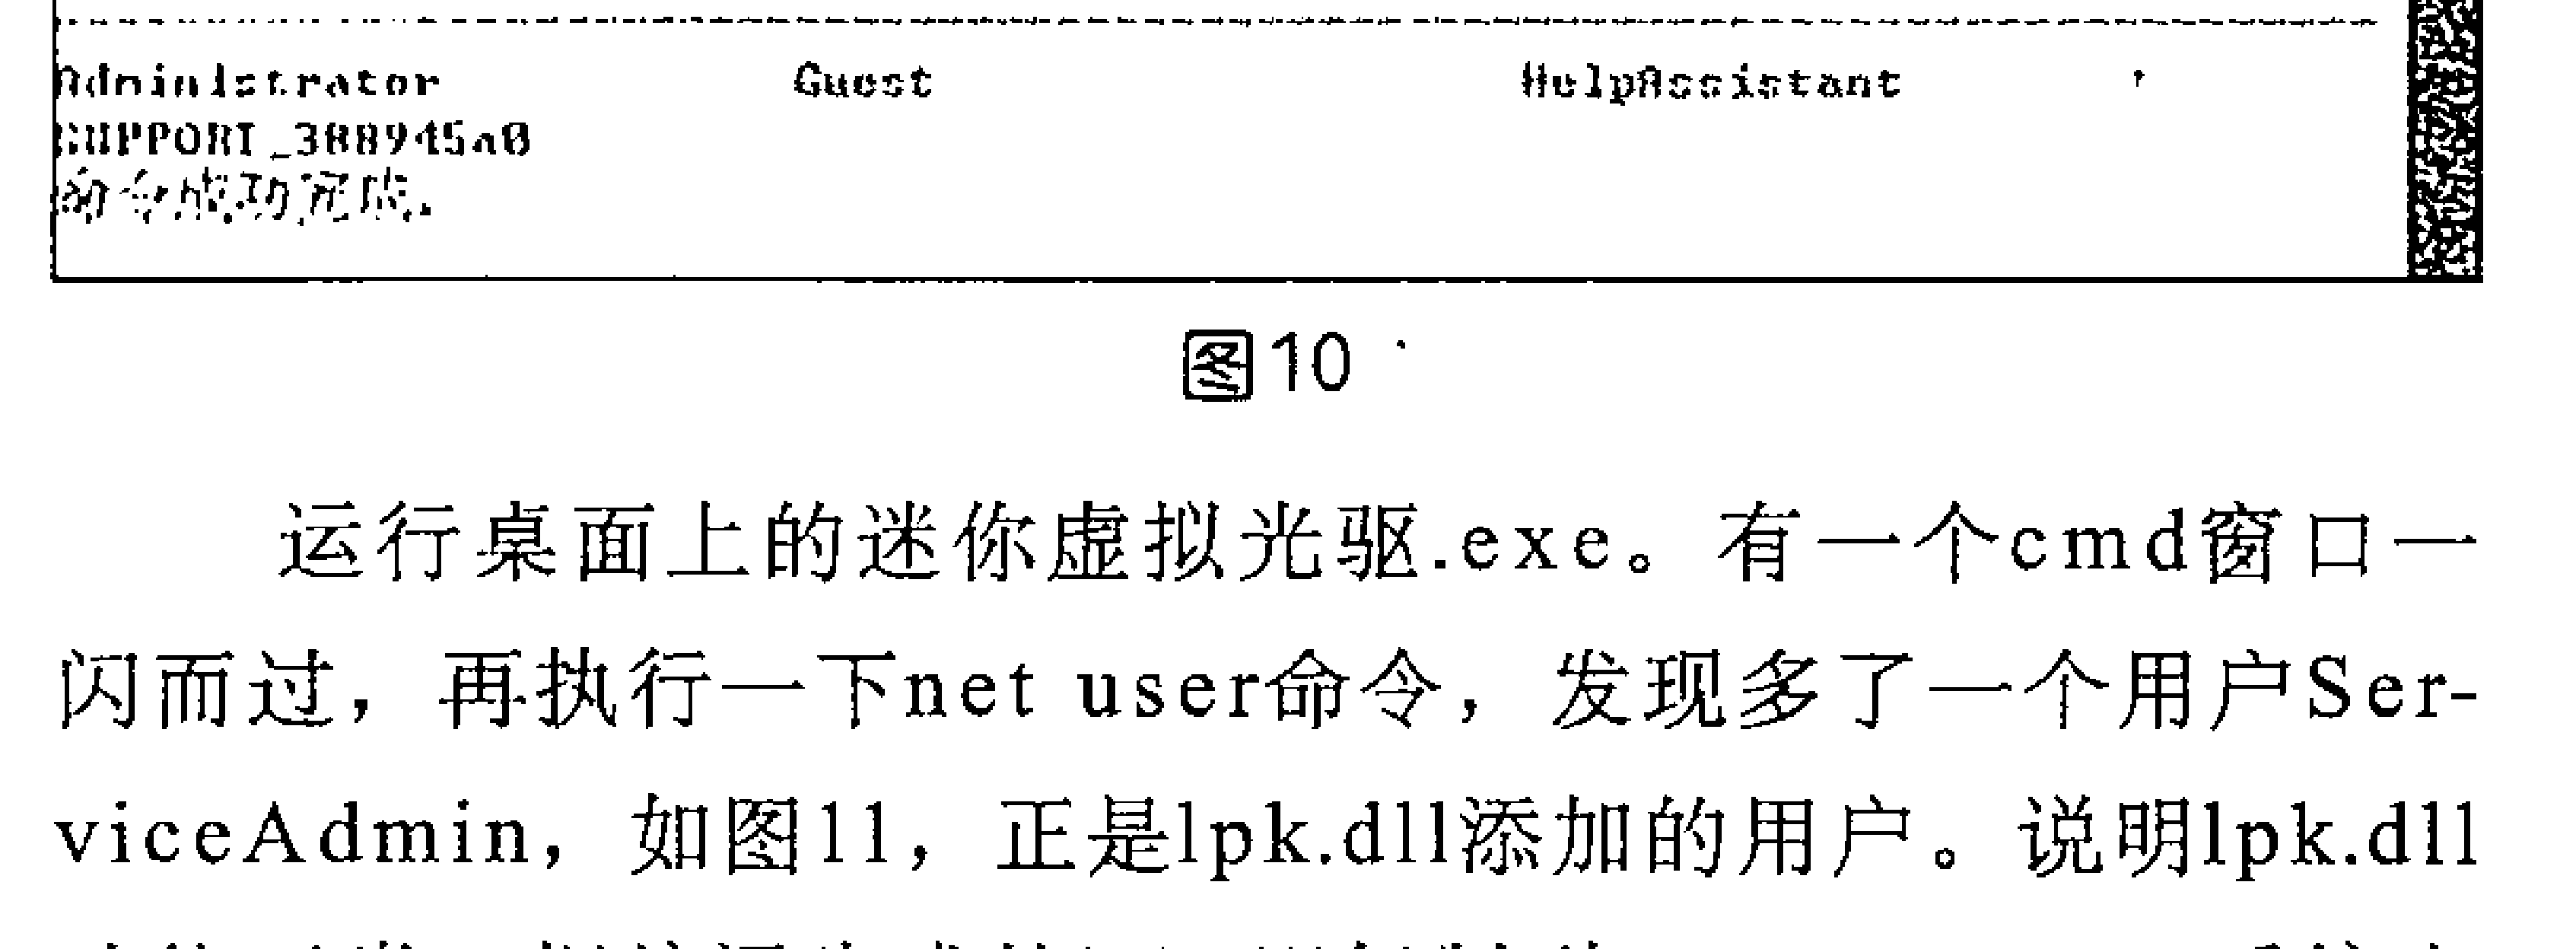 Administrator Guest HelpAssistant
SUPPORT_388945a0
命令成功完成.
图10
运行桌面上的迷你虚拟光驱.exe。有一个cmd窗口一
闪而过，再执行一下net user命令，发现多了一个用户Ser-
viceAdmin，如图11，正是lpk.dll添加的用户。说明lpk.dll